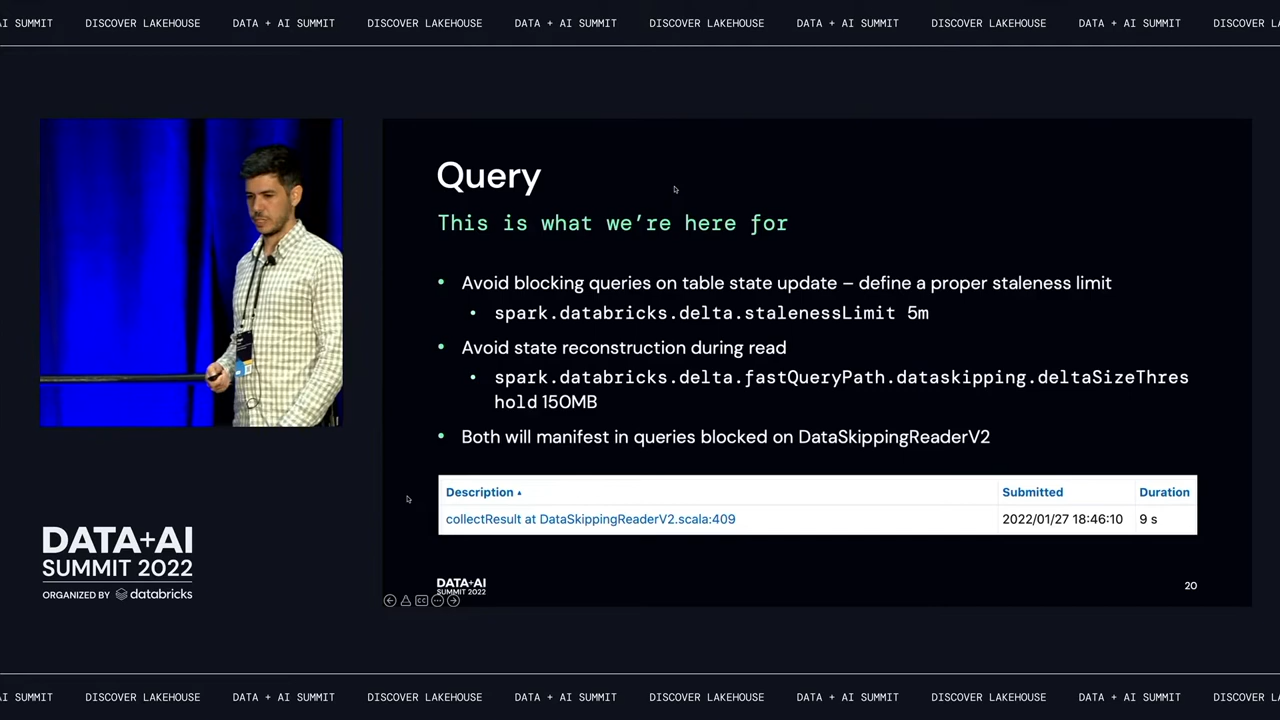 AI SUMMIT DISCOVER LAKEHOUSE DATA + AI SUMMIT DISCOVER LAKEHOUSE DATA + AI SUMMIT DISCOVER LAKEHOUSE DATA + AI SUMMIT DISCOVER LAKEHOUSE DATA + AI SUMMIT DISCOVER
Query
This is what we're here for
• Avoid blocking queries on table state update – define a proper staleness limit
• spark.databricks.delta.stalenessLimit 5m
• Avoid state reconstruction during read
• spark.databricks.delta.fastQueryPath.dataskipping.deltaSizeThres
hold 150MB
• Both will manifest in queries blocked on DataSkippingReaderV2
Description Submitted Duration
collectResult at DataSkippingReaderV2.scala:409 2022/01/27 18:46:10 9 s
DATA+AI
SUMMIT 2022
20
CC
DATA+AI
SUMMIT 2022
ORGANIZED BY databricks
AI SUMMIT DISCOVER LAKEHOUSE DATA + AI SUMMIT DISCOVER LAKEHOUSE DATA + AI SUMMIT DISCOVER LAKEHOUSE DATA + AI SUMMIT DISCOVER LAKEHOUSE DATA + AI SUMMIT DISCOVER